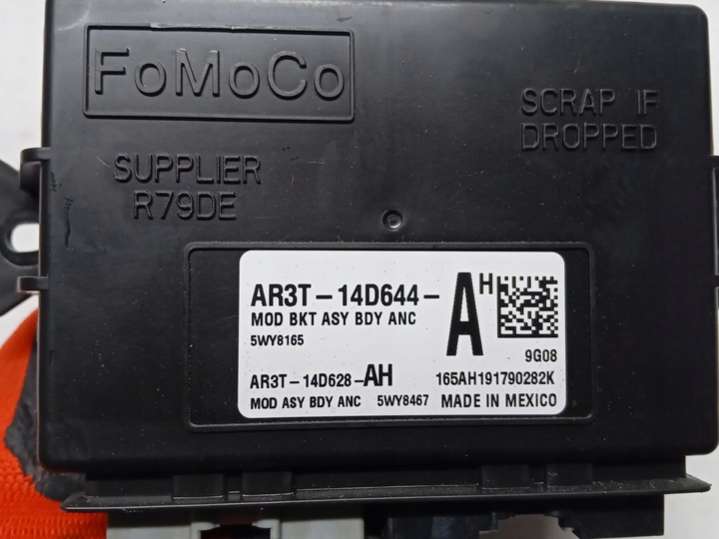 FoMoCo
SCRAP IF
DROPPED
SUPPLIER
R79DE
AR3T-14D644-AH
MOD BKT ASY BDY ANC
5WY8165
9G08
AR3T-14D628-AH 165AH191790282K
MOD ASY BDY ANC 5WY8467 MADE IN MEXICO